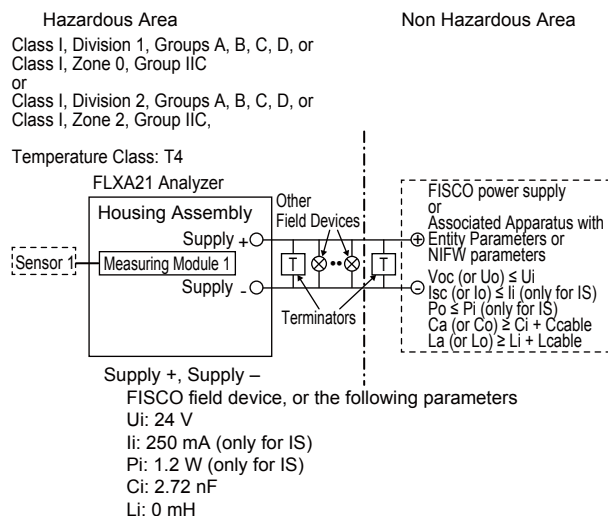 Hazardous Area
Non Hazardous Area
Class I, Division 1, Groups A, B, C, D, or
Class I, Zone 0, Group IIC
or
Class I, Division 2, Groups A, B, C, D, or
Class I, Zone 2, Group IIC,
Temperature Class: T4
FLXA21 Analyzer
Housing Assembly
Other
Field Devices
Supply +
Sensor 1
Measuring Module 1
T
T
Supply -
Terminators
+
-
FISCO power supply
or
Associated Apparatus with
Entity Parameters or
NIFW parameters
Voc (or Uo) ≤ Ui
Isc (or Io) ≤ Ii (only for IS)
Po ≤ Pi (only for IS)
Ca (or Co) ≥ Ci + Ccable
La (or Lo) ≥ Li + Lcable
Supply +, Supply –
FISCO field device, or the following parameters
Ui: 24 V
Ii: 250 mA (only for IS)
Pi: 1.2 W (only for IS)
Ci: 2.72 nF
Li: 0 mH